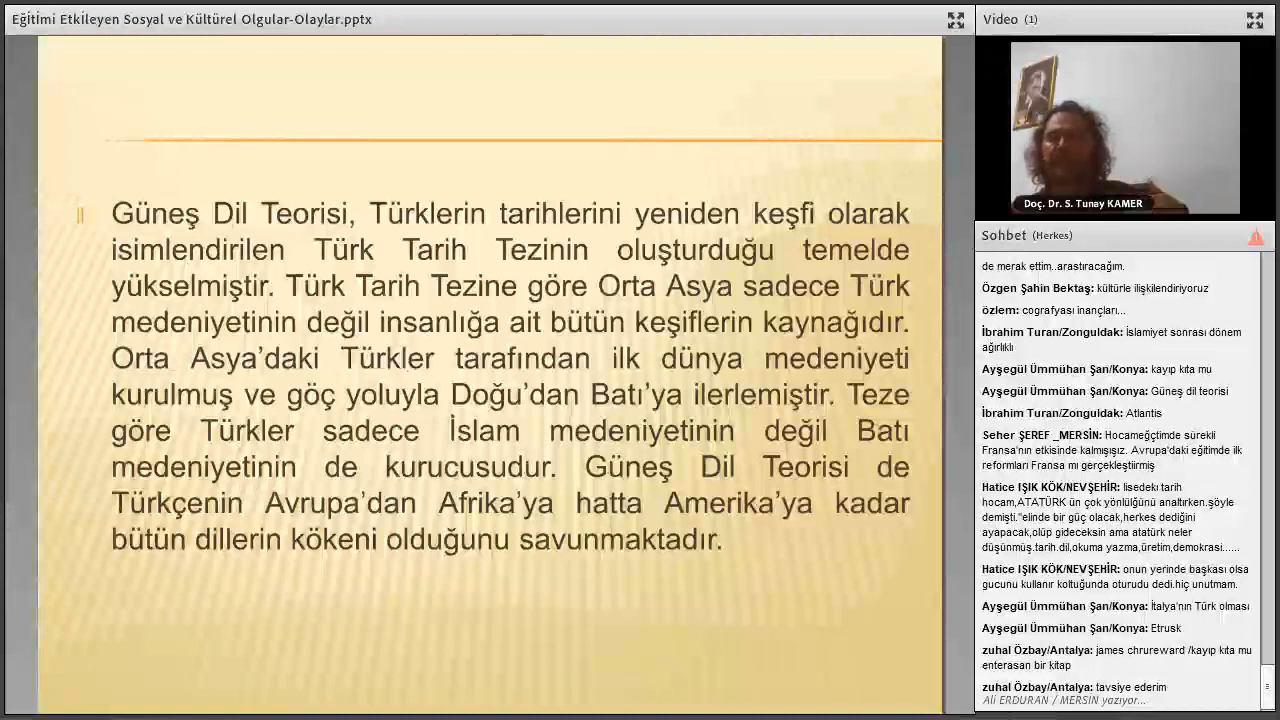 Eğİtİmi Etkİleyen Sosyal ve Kültürel Olgular-Olaylar.pptx
Güneş Dil Teorisi, Türklerin tarihlerini yeniden keşfi olarak
isimlendirilen Türk Tarih Tezinin oluşturduğu temelde
yükselmiştir. Türk Tarih Tezine göre Orta Asya sadece Türk
medeniyetinin değil insanlığa ait bütün keşiflerin kaynağıdır.
Orta Asya’daki Türkler tarafından ilk dünya medeniyeti
kurulmuş ve göç yoluyla Doğu’dan Batı’ya ilerlemiştir. Teze
göre Türkler sadece İslam medeniyetinin değil Batı
medeniyetinin de kurucusudur. Güneş Dil Teorisi de
Türkçenin Avrupa’dan Afrika’ya hatta Amerika’ya kadar
bütün dillerin kökeni olduğunu savunmaktadır.
Video (1)
Doç. Dr. S. Tunay KAMER
Sohbet (Herkes)
de merak ettim..arastıracağım.
Özgen Şahin Bektaş: kültürle ilişkilendiriyoruz
özlem: cografyası inançları...
İbrahim Turan/Zonguldak: İslamiyet sonrası dönem
ağırlıklı
Ayşegül Ümmühan Şan/Konya: kayıp kıta mu
Ayşegül Ümmühan Şan/Konya: Güneş dil teorisi
İbrahim Turan/Zonguldak: Atlantis
Seher ŞEREF _MERSİN: Hocameğçtimde sürekli
Fransa'nın etkisinde kalmışışız. Avrupa'daki eğitimde ilk
reformları Fransa mı gerçekleştiirmiş
Hatice IŞIK KÖK/NEVŞEHİR: lisedeki tarih
hocam,ATATÜRK ün çok yönlülüğünü analtırken.şöyle
demişti."elinde bir güç olacak,herkes dediğini
ayapacak,olüp gideceksin ama atatürk neler
düşünmüş.tarih.dil,okuma yazma,üretim,demokrasi......
Hatice IŞIK KÖK/NEVŞEHİR: onun yerinde başkası olsa
gucunu kullanır koltuğunda oturudu dedi.hiç unutmam.
Ayşegül Ümmühan Şan/Konya: İtalya'nın Türk olması
Ayşegül Ümmühan Şan/Konya: Etrusk
zuhal Özbay/Antalya: james chrureward /kayıp kıta mu
enterasan bir kitap
zuhal Özbay/Antalya: tavsiye ederim
Ali ERDURAN / MERSIN yazıyor...